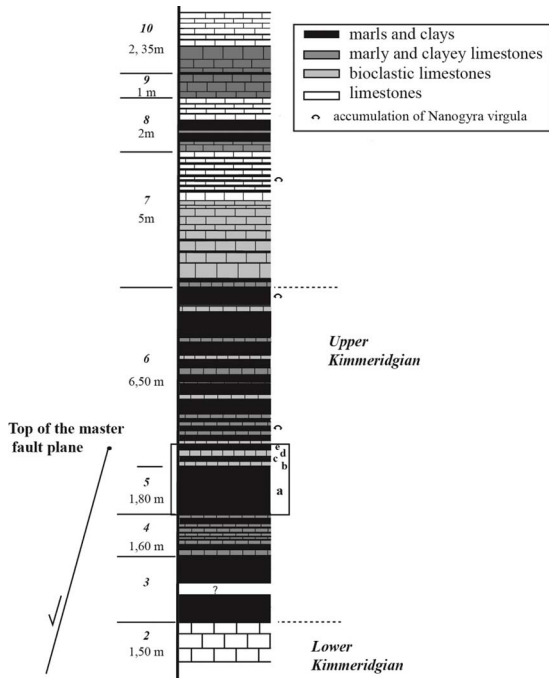 10
2, 35m
9
1 m
8
2m
7
5m
6
6,50 m
5
1,80 m
4
1,60 m
3
2
1,50 m
marls and clays
marly and clayey limestones
bioclastic limestones
limestones
accumulation of Nanogyra virgula
Upper
Kimmeridgian
Top of the master
fault plane
e
d
c
b
a
?
Lower
Kimmeridgian